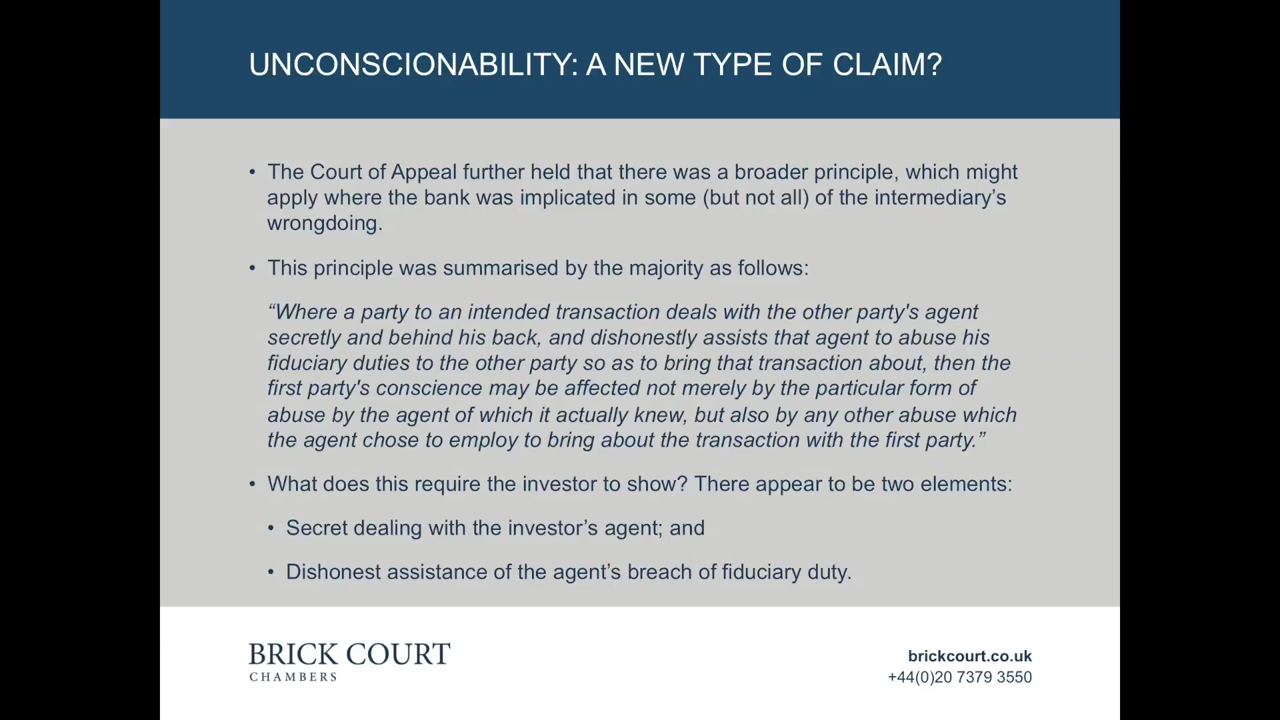 UNCONSCIONABILITY: A NEW TYPE OF CLAIM?
• The Court of Appeal further held that there was a broader principle, which might
apply where the bank was implicated in some (but not all) of the intermediary’s
wrongdoing.
• This principle was summarised by the majority as follows:
“Where a party to an intended transaction deals with the other party's agent
secretly and behind his back, and dishonestly assists that agent to abuse his
fiduciary duties to the other party so as to bring that transaction about, then the
first party's conscience may be affected not merely by the particular form of
abuse by the agent of which it actually knew, but also by any other abuse which
the agent chose to employ to bring about the transaction with the first party.”
• What does this require the investor to show? There appear to be two elements:
• Secret dealing with the investor’s agent; and
• Dishonest assistance of the agent’s breach of fiduciary duty.
BRICK COURT
CHAMBERS
brickcourt.co.uk
+44(0)20 7379 3550